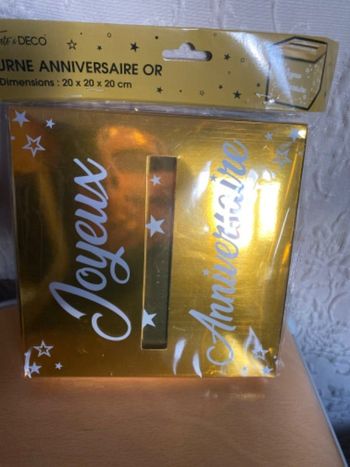 & DECO
URNE ANNIVERSAIRE OR
Dimensions : 20 x 20 x 20 cm
Joyeux
Anniversaire